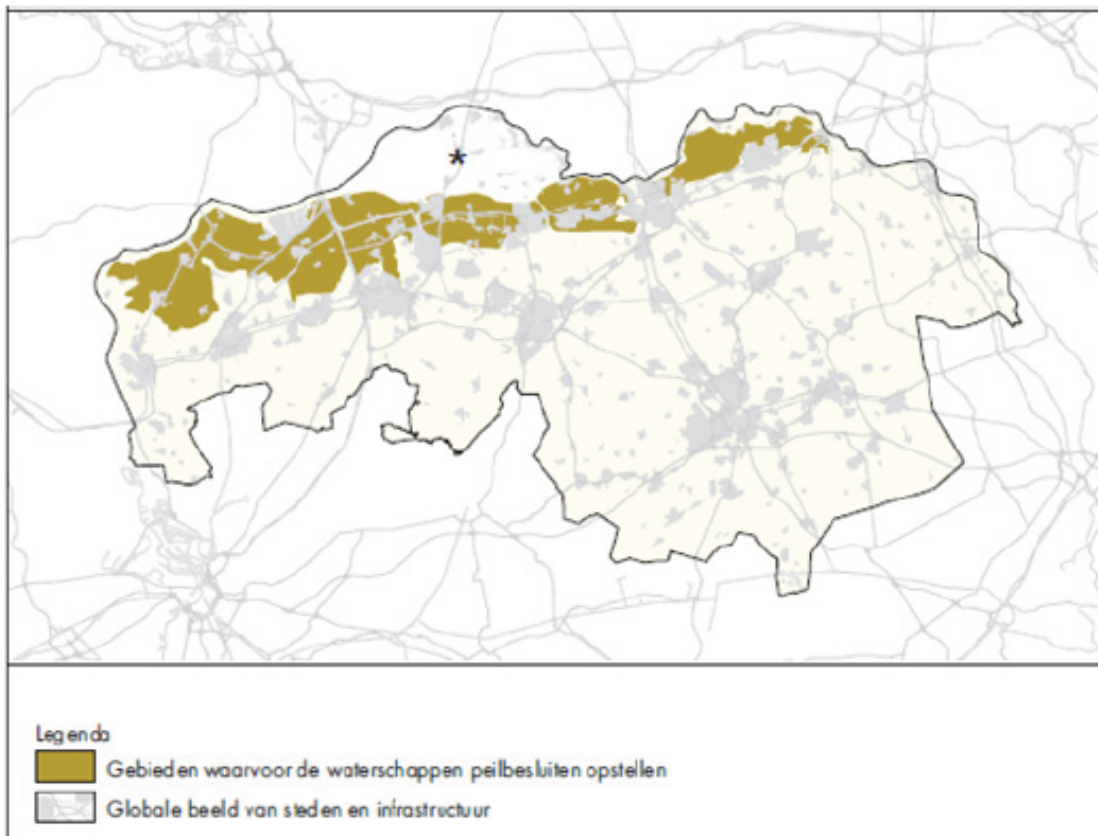 *
Legenda
Gebieden waarvoor de waterschappen peilbesluiten opstellen
Globale beeld van steden en infrastructuur